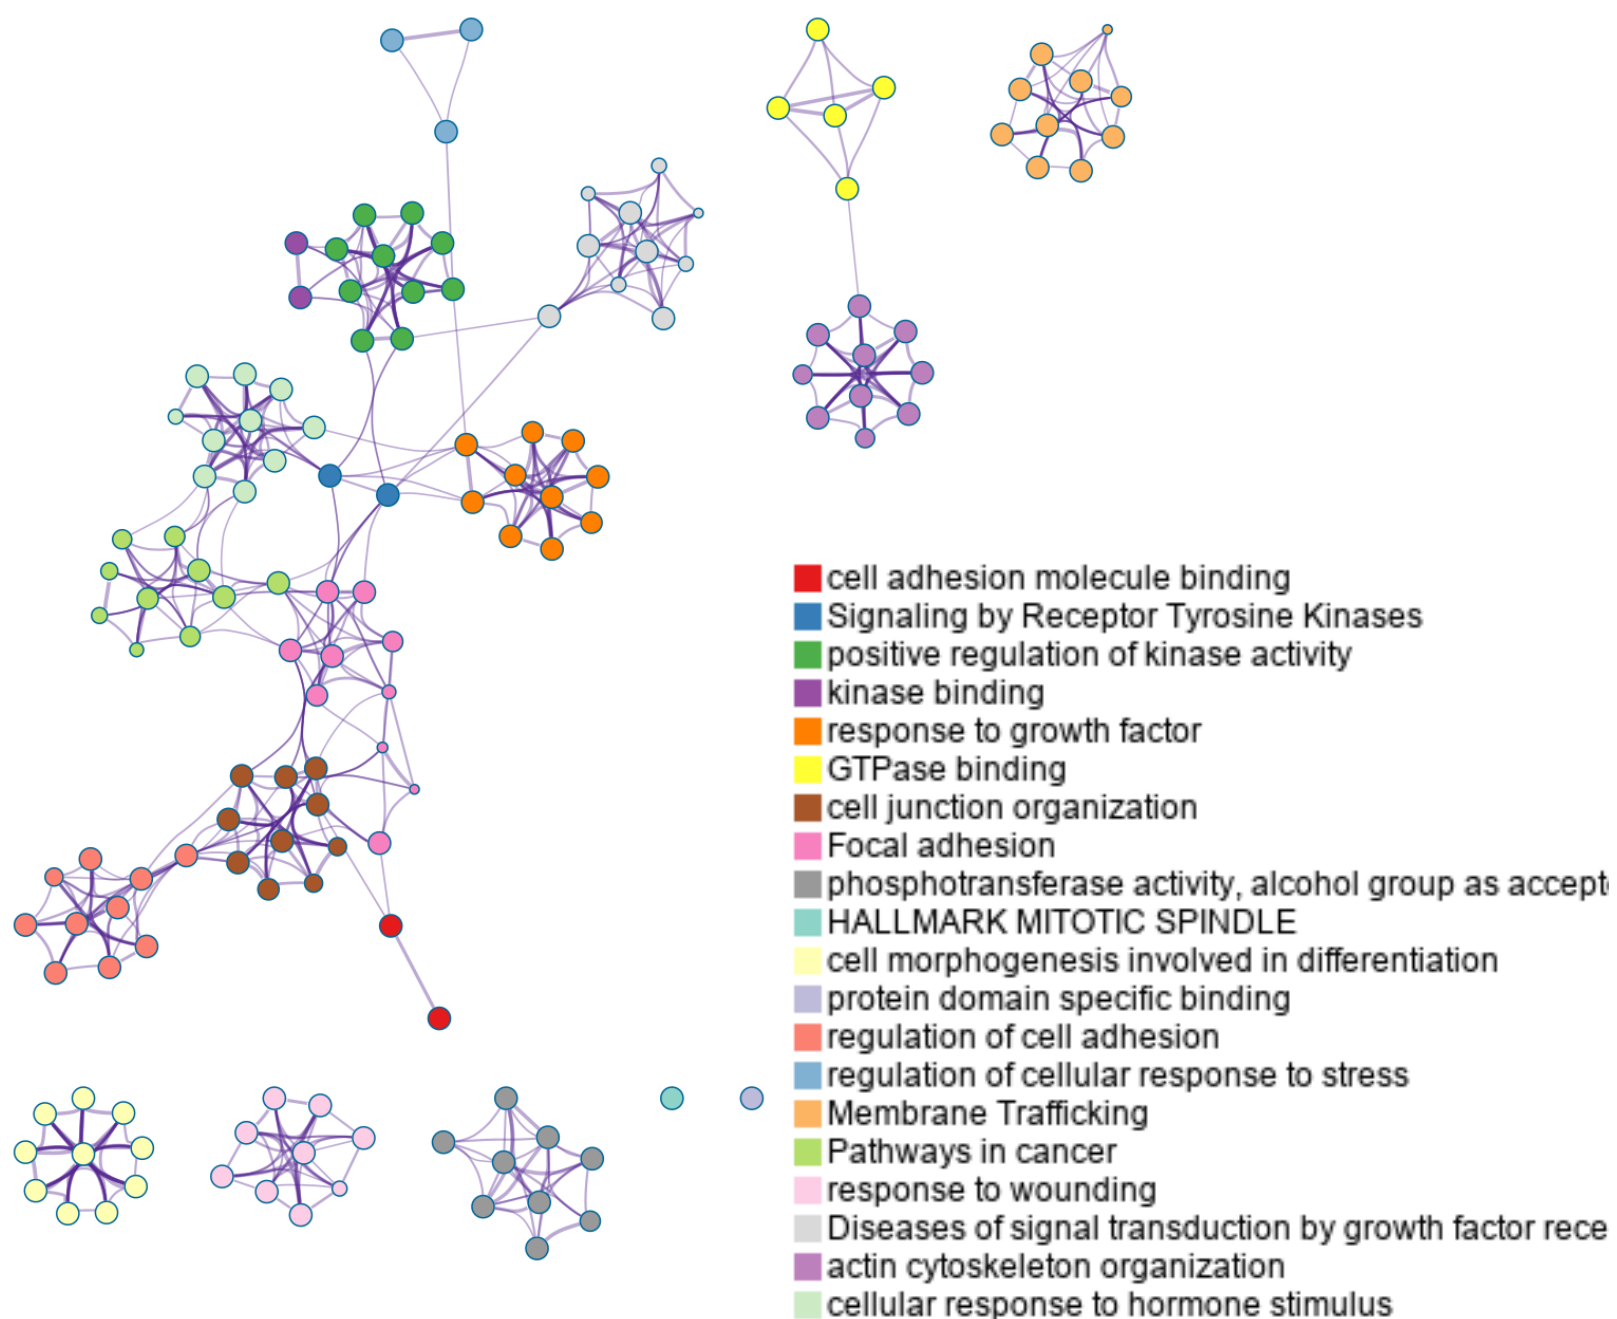 cell adhesion molecule binding
Signaling by Receptor Tyrosine Kinases
positive regulation of kinase activity
kinase binding
response to growth factor
GTPase binding
cell junction organization
Focal adhesion
phosphotransferase activity, alcohol group as accept
HALLMARK MITOTIC SPINDLE
cell morphogenesis involved in differentiation
protein domain specific binding
regulation of cell adhesion
regulation of cellular response to stress
Membrane Trafficking
Pathways in cancer
response to wounding
Diseases of signal transduction by growth factor rece
actin cytoskeleton organization
cellular response to hormone stimulus